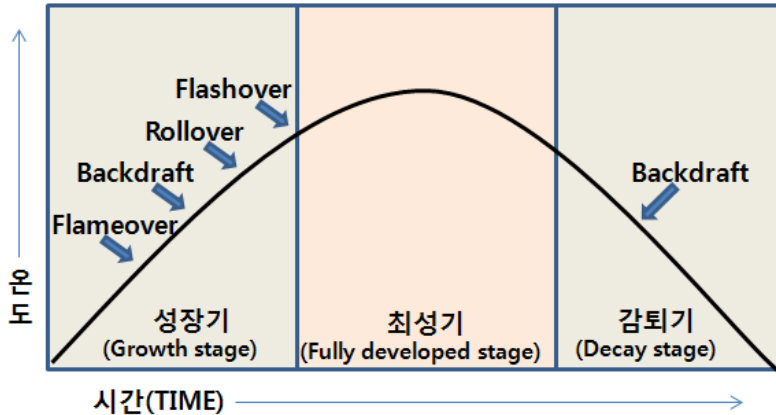 Flashover
Rollover
Backdraft
Flameover
Backdraft
온도
성장기
(Growth stage)
최성기
(Fully developed stage)
감퇴기
(Decay stage)
시간(TIME)